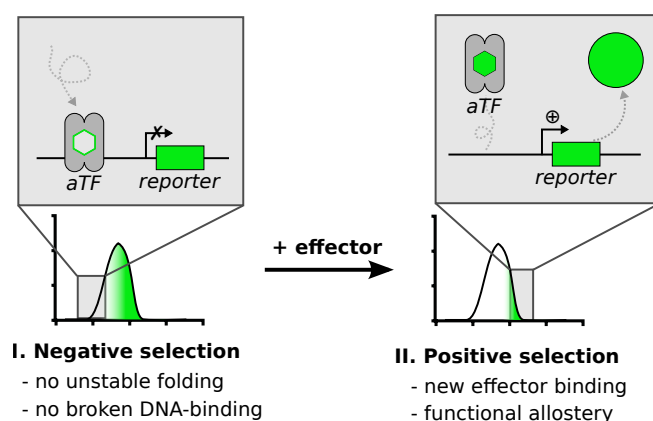 aTF
reporter
aTF
⊕
reporter
+ effector
I. Negative selection
- no unstable folding
- no broken DNA-binding
II. Positive selection
- new effector binding
- functional allostery